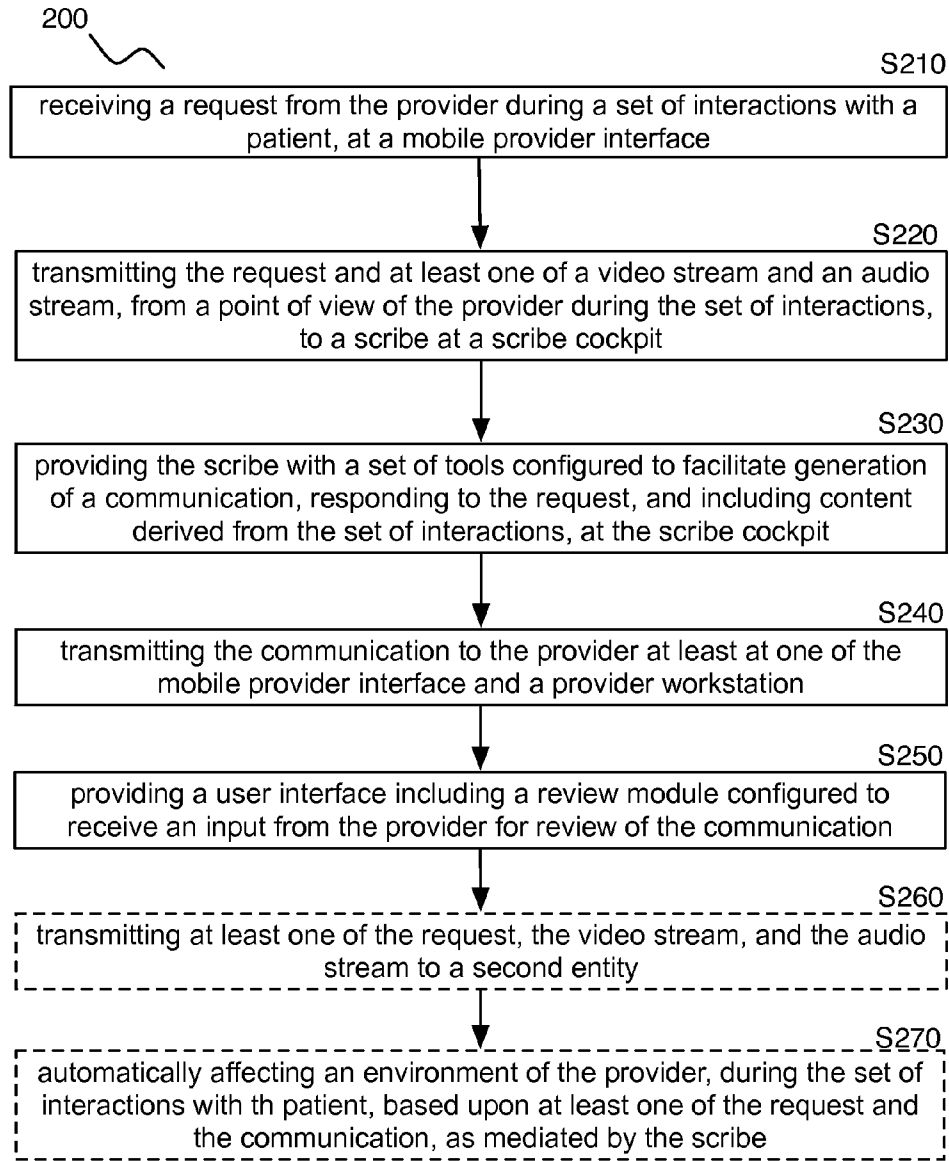 200
S210
receiving a request from the provider during a set of interactions with a
patient, at a mobile provider interface
S220
transmitting the request and at least one of a video stream and an audio
stream, from a point of view of the provider during the set of interactions,
to a scribe at a scribe cockpit
S230
providing the scribe with a set of tools configured to facilitate generation
of a communication, responding to the request, and including content
derived from the set of interactions, at the scribe cockpit
S240
transmitting the communication to the provider at least at one of the
mobile provider interface and a provider workstation
S250
providing a user interface including a review module configured to
receive an input from the provider for review of the communication
S260
transmitting at least one of the request, the video stream, and the audio
stream to a second entity
S270
automatically affecting an environment of the provider, during the set of
interactions with th patient, based upon at least one of the request and
the communication, as mediated by the scribe